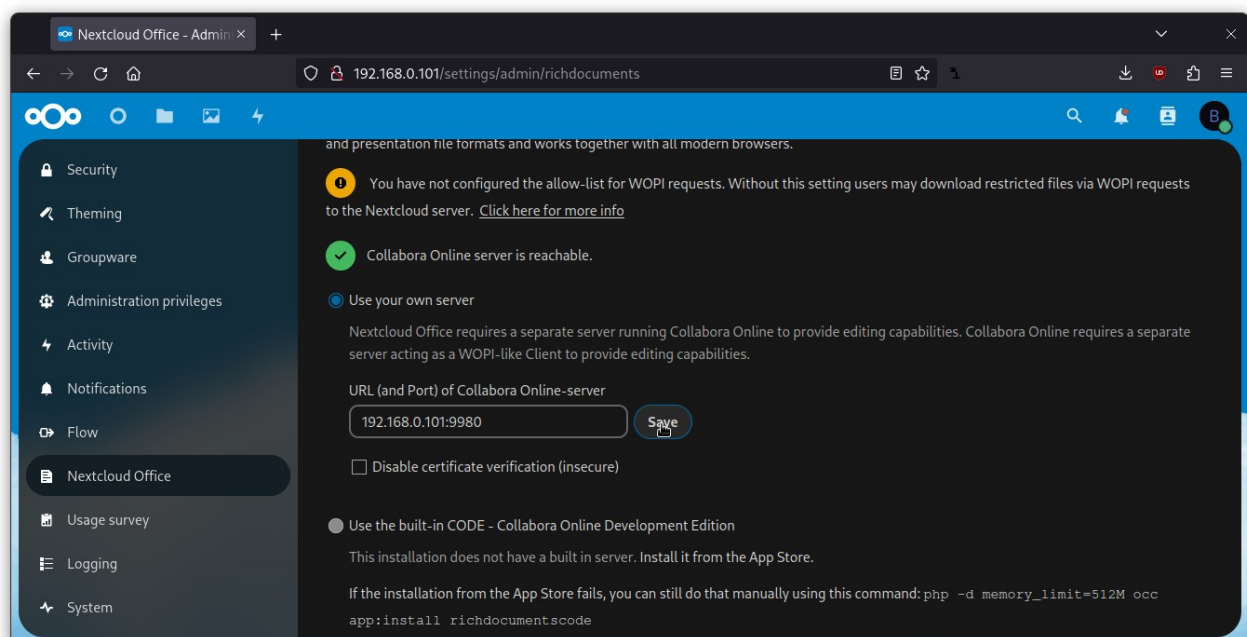 Nextcloud Office - Admin
192.168.0.101/settings/admin/richdocuments
B
Security
Theming
Groupware
Administration privileges
Activity
Notifications
Flow
Nextcloud Office
Usage survey
Logging
System
and presentation file formats and works together with all modern browsers.
You have not configured the allow-list for WOPI requests. Without this setting users may download restricted files via WOPI requests
to the Nextcloud server. Click here for more info
Collabora Online server is reachable.
Use your own server
Nextcloud Office requires a separate server running Collabora Online to provide editing capabilities. Collabora Online requires a separate
server acting as a WOPI-like Client to provide editing capabilities.
URL (and Port) of Collabora Online-server
192.168.0.101:9980
Save
Disable certificate verification (insecure)
Use the built-in CODE - Collabora Online Development Edition
This installation does not have a built in server. Install it from the App Store.
If the installation from the App Store fails, you can still do that manually using this command: php -d memory_limit=512M occ
app:install richdocumentscode